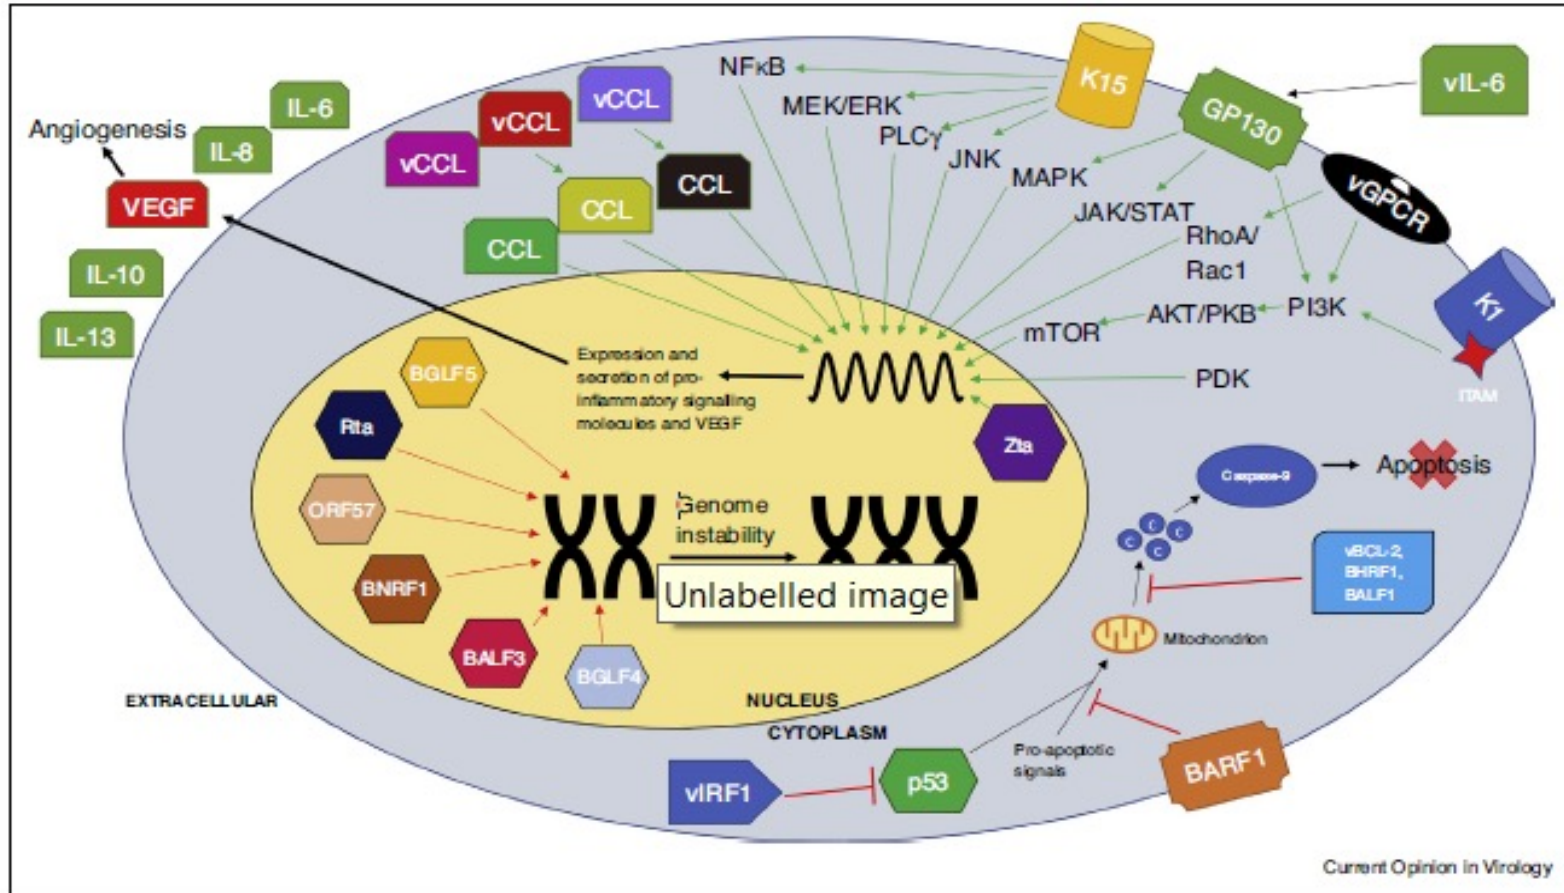 NFκB
K15
vIL-6
vCCL
GP130
IL-6
MEK/ERK
vCCL
Angiogenesis
PLCγ
IL-8
vCCL
JNK
CCL
MAPK
vGPCR
VEGF
CCL
JAK/STAT
CCL
RhoA/
Rac1
IL-10
K1
PI3K
AKT/PKB
mTOR
IL-13
Expression and
secretion of pro-
inflammatory signalling
molecules and VEGF
BGLF5
PDK
ITAM
Rta
Zta
Caspase-9
Apoptosis
ORF57
Genome
instability
C
C
C
C
vBCL-2,
BHRF1,
BALF1
BNRF1
Unlabelled image
Mitochondrion
BALF3
BGLF4
EXTRACELLULAR
NUCLEUS
CYTOPLASM
Pro-apoptotic
signals
BARF1
vIRF1
p53
Current Opinion in Virology